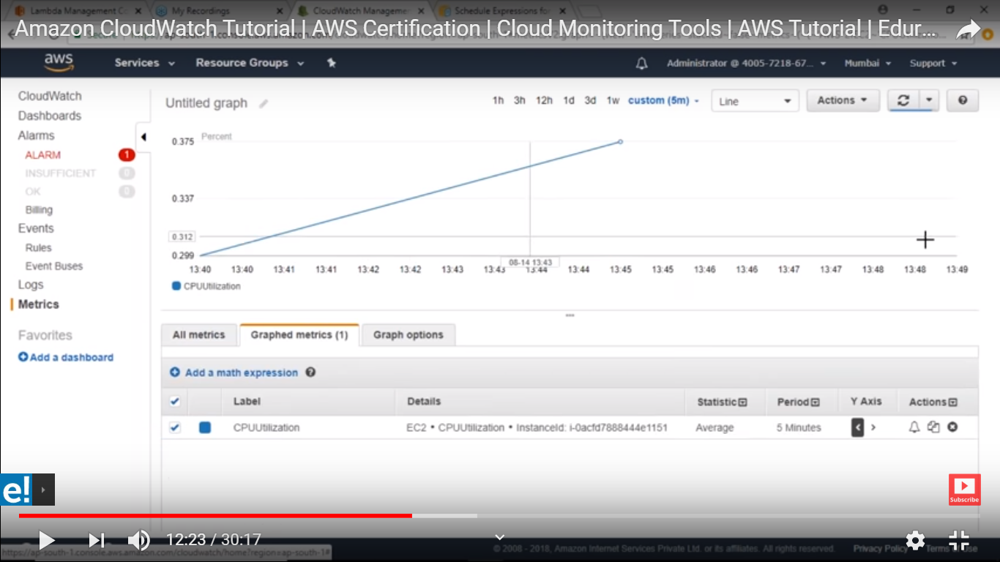 Lambda Management Co
My Recordings
CloudWatch Manageme
Schedule Expressions for
Amazon CloudWatch Tutorial | AWS Certification | Cloud Monitoring Tools | AWS Tutorial | Edur...
aws
Services
Resource Groups
Administrator @ 4005-7218-67...
Mumbai
Support
CloudWatch
Dashboards
Alarms
ALARM 1
INSUFFICIENT 0
OK 0
Billing
Events
Rules
Event Buses
Logs
Metrics
Favorites
Add a dashboard
Untitled graph
1h 3h 12h 1d 3d 1w custom (5m)
Line
Actions
Percent
0.375
0.337
0.312
0.299
08-14 13:43
13:40 13:40 13:41 13:41 13:42 13:42 13:43 13:43 13:44 13:44 13:45 13:45 13:46 13:46 13:47 13:47 13:48 13:48 13:49
CPUUtilization
All metrics
Graphed metrics (1)
Graph options
Add a math expression
Label Details Statistic Period Y Axis Actions
CPUUtilization EC2 • CPUUtilization • InstanceId: i-0acfd7888444e1151 Average 5 Minutes
e!
Subscribe
12:23 / 30:17
https://ap-south-1.console.aws.amazon.com/cloudwatch/home?region=ap-south-1#
© 2008 - 2018, Amazon Internet Services Private Ltd. or its affiliates. All rights reserved.
Privacy Policy
Terms of Use